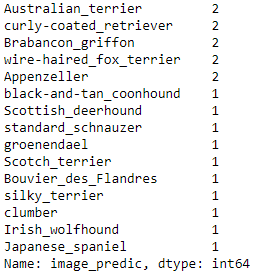 Australian_terrier 2
curly-coated_retriever 2
Brabancon_griffon 2
wire-haired_fox_terrier 2
Appenzeller 2
black-and-tan_coonhound 1
Scottish_deerhound 1
standard_schnauzer 1
groenendael 1
Scotch_terrier 1
Bouvier_des_Flandres 1
silky_terrier 1
clumber 1
Irish_wolfhound 1
Japanese_spaniel 1
Name: image_predic, dtype: int64